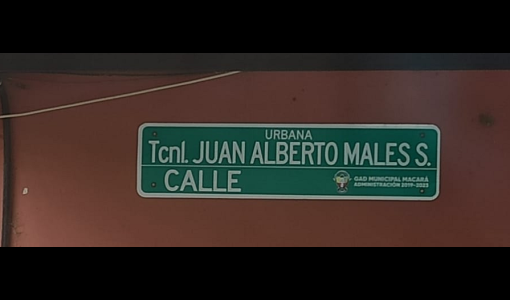 URBANA
Tcnl. JUAN ALBERTO MALES S.
CALLE
GAD MUNICIPAL MACARÁ
ADMINISTRACIÓN 2019-2023